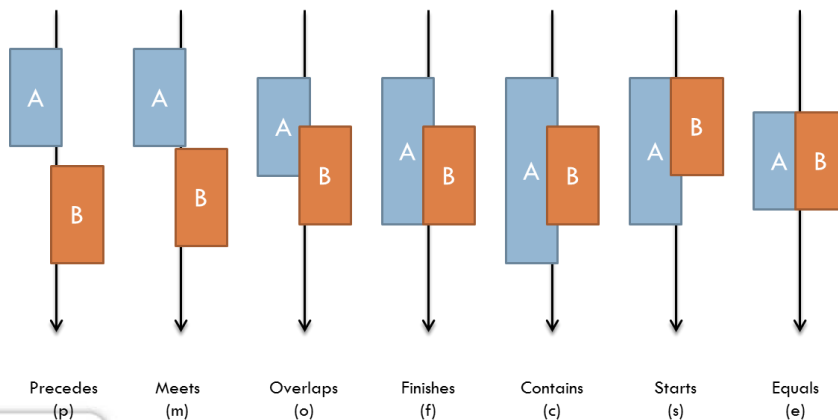 A
B
A
B
A
B
A
B
A
B
A
B
A
B
Precedes
(p)
Meets
(m)
Overlaps
(o)
Finishes
(f)
Contains
(c)
Starts
(s)
Equals
(e)